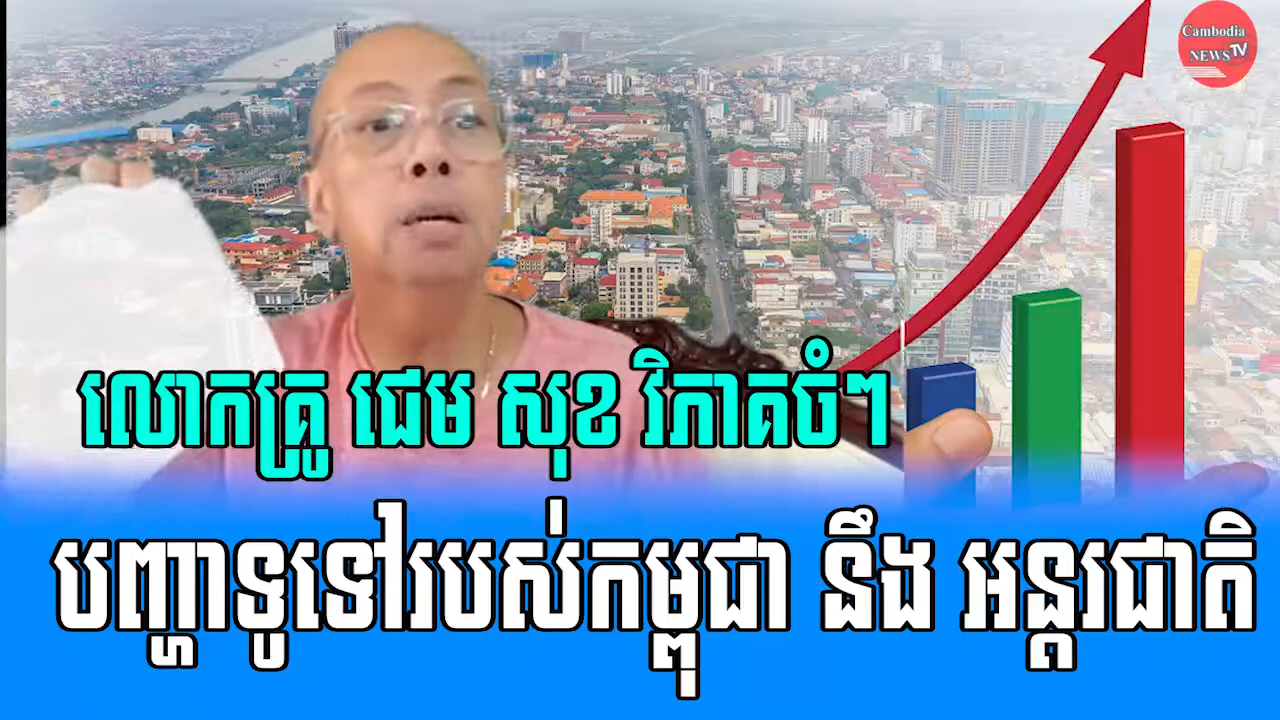 Cambodia
NEWS TV
លោកគ្រូ ជេម សុខ វិភាគចំៗ
បញ្ហាទូទៅរបស់កម្ពុជា នឹង អន្តរជាតិ